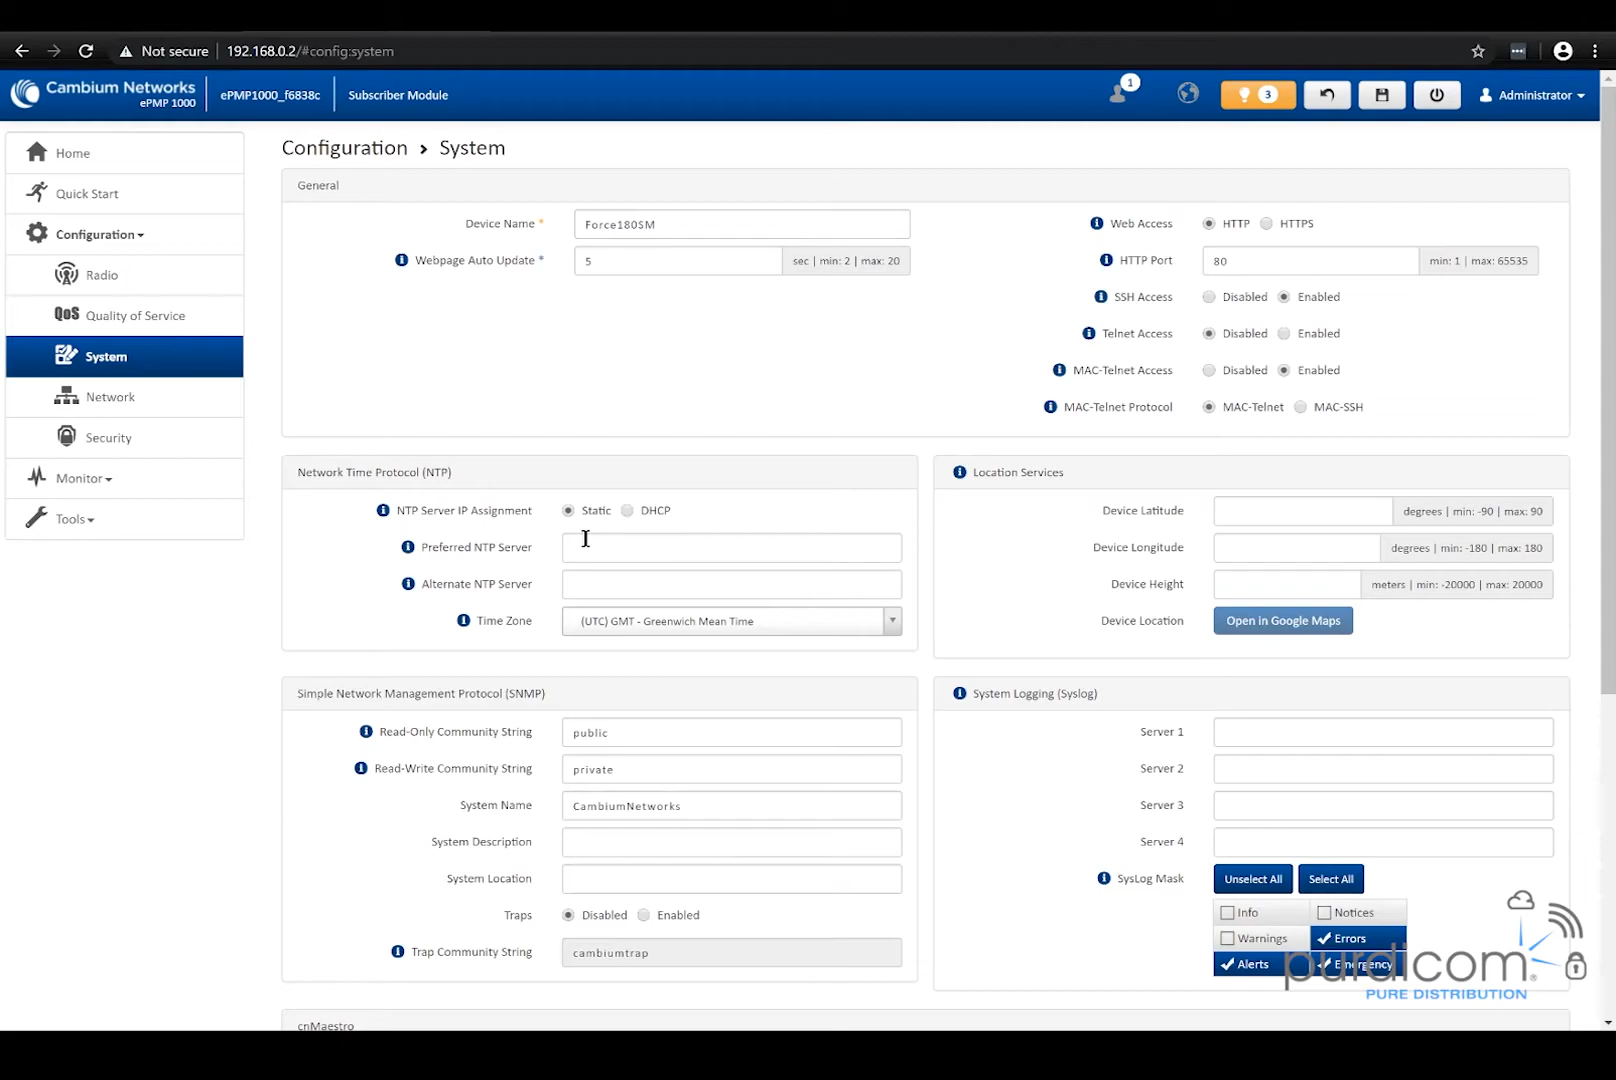 Not secure 192.168.0.2/#config:system
Cambium Networks
ePMP 1000
ePMP1000_f6838c
Subscriber Module
1
3
Administrator
Home
Quick Start
Configuration
Radio
QoS Quality of Service
System
Network
Security
Monitor
Tools
Configuration > System
General
Device Name * Force180SM
Webpage Auto Update * 5 sec | min: 2 | max: 20
Web Access HTTP HTTPS
HTTP Port 80 min: 1 | max: 65535
SSH Access Disabled Enabled
Telnet Access Disabled Enabled
MAC-Telnet Access Disabled Enabled
MAC-Telnet Protocol MAC-Telnet MAC-SSH
Network Time Protocol (NTP)
NTP Server IP Assignment Static DHCP
Preferred NTP Server
Alternate NTP Server
Time Zone (UTC) GMT - Greenwich Mean Time
Location Services
Device Latitude degrees | min: -90 | max: 90
Device Longitude degrees | min: -180 | max: 180
Device Height meters | min: -20000 | max: 20000
Device Location Open in Google Maps
Simple Network Management Protocol (SNMP)
Read-Only Community String public
Read-Write Community String private
System Name CambiumNetworks
System Description
System Location
Traps Disabled Enabled
Trap Community String cambiumtrap
System Logging (Syslog)
Server 1
Server 2
Server 3
Server 4
SysLog Mask Unselect All Select All
Info Notices
Warnings Errors
Alerts Emergency
purdicom
PURE DISTRIBUTION
cnMaestro